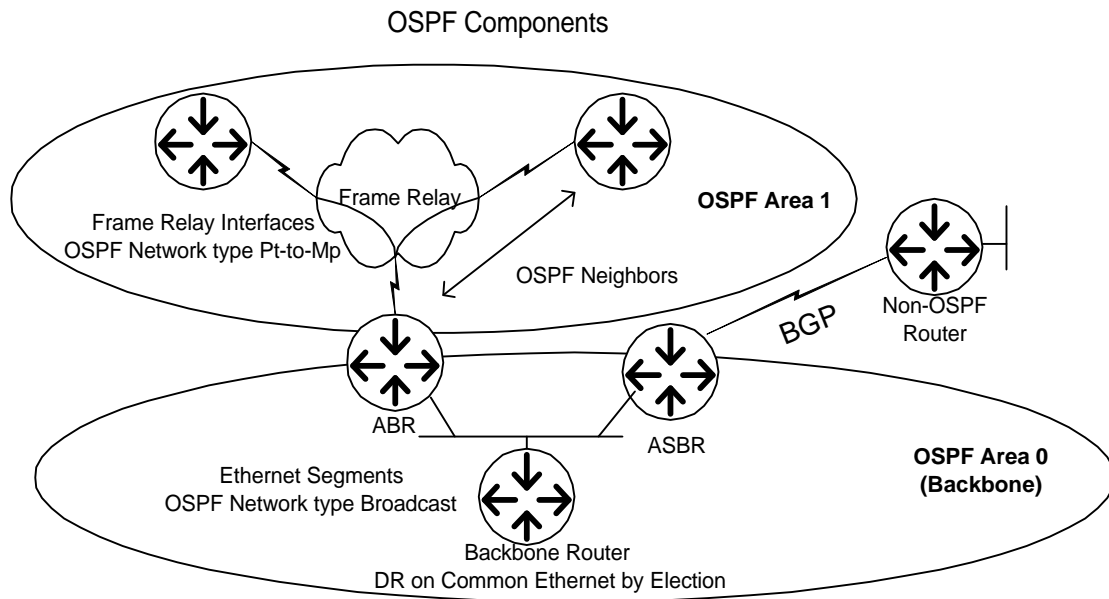 OSPF Components
Frame Relay
OSPF Area 1
Frame Relay Interfaces
OSPF Network type Pt-to-Mp
OSPF Neighbors
BGP
Non-OSPF
Router
ABR
ASBR
Ethernet Segments
OSPF Network type Broadcast
OSPF Area 0
(Backbone)
Backbone Router
DR on Common Ethernet by Election